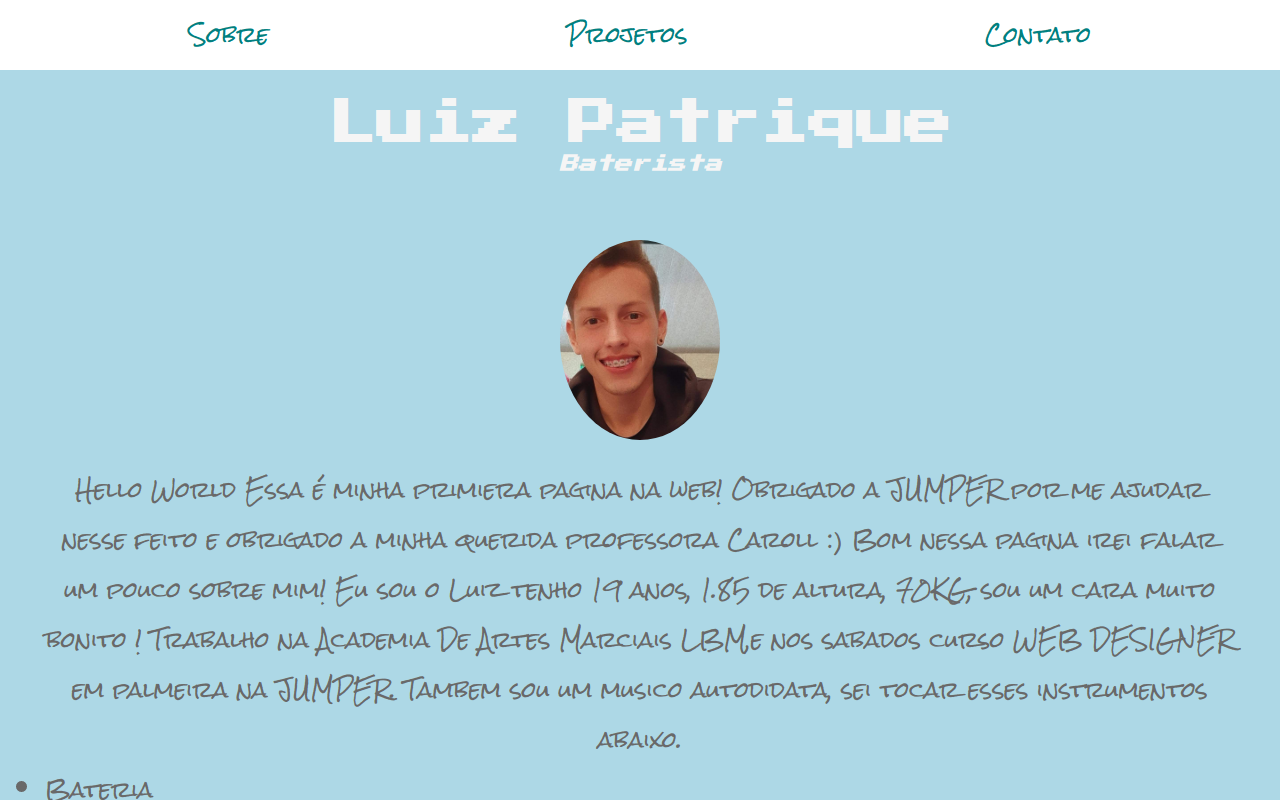 Sobre Projetos Contato
Luiz Patrique
Baterista
Hello World Essa é minha primiera pagina na web! Obrigado a JUMPER por me ajudar
nesse feito e obrigado a minha querida professora Caroll :) Bom nessa pagina irei falar
um pouco sobre mim! Eu sou o Luiz tenho 19 anos, 1.85 de altura, 70KG, sou um cara muito
bonito ! Trabalho na Academia De Artes Marciais LBM e nos sabados curso WEB DESIGNER
em palmeira na JUMPER. Tambem sou um musico autodidata, sei tocar esses instrumentos
abaixo.
Bateria